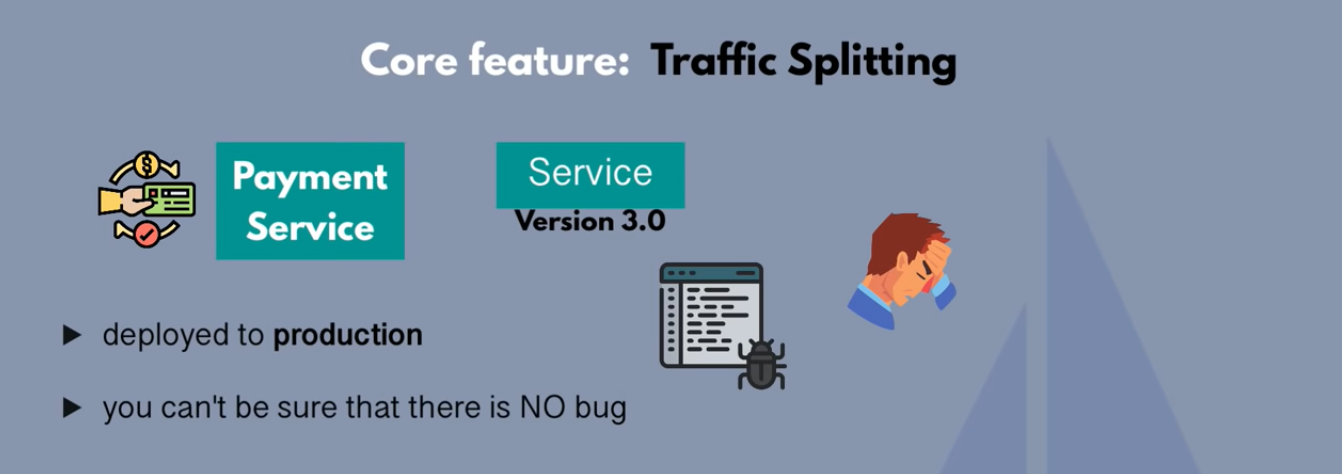 Core feature: Traffic Splitting
Payment
Service
Service
Version 3.0
▶ deployed to production
▶ you can't be sure that there is NO bug